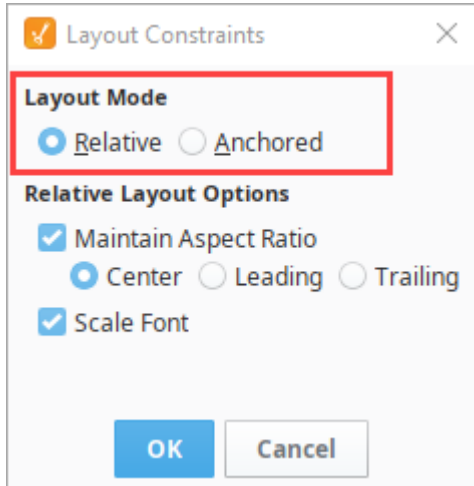 Layout Constraints
Layout Mode
Relative Anchored
Relative Layout Options
Maintain Aspect Ratio
Center Leading Trailing
Scale Font
OK Cancel